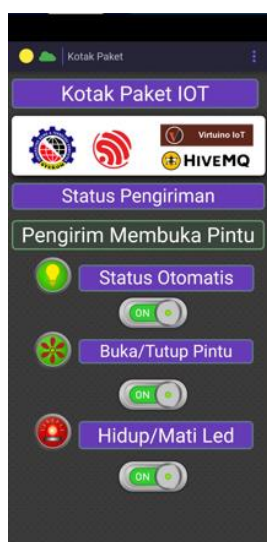 Kotak Paket
Kotak Paket IOT
Virtuino IoT
HIVEMQ
Status Pengiriman
Pengirim Membuka Pintu
Status Otomatis
ON
Buka/Tutup Pintu
ON
Hidup/Mati Led
ON